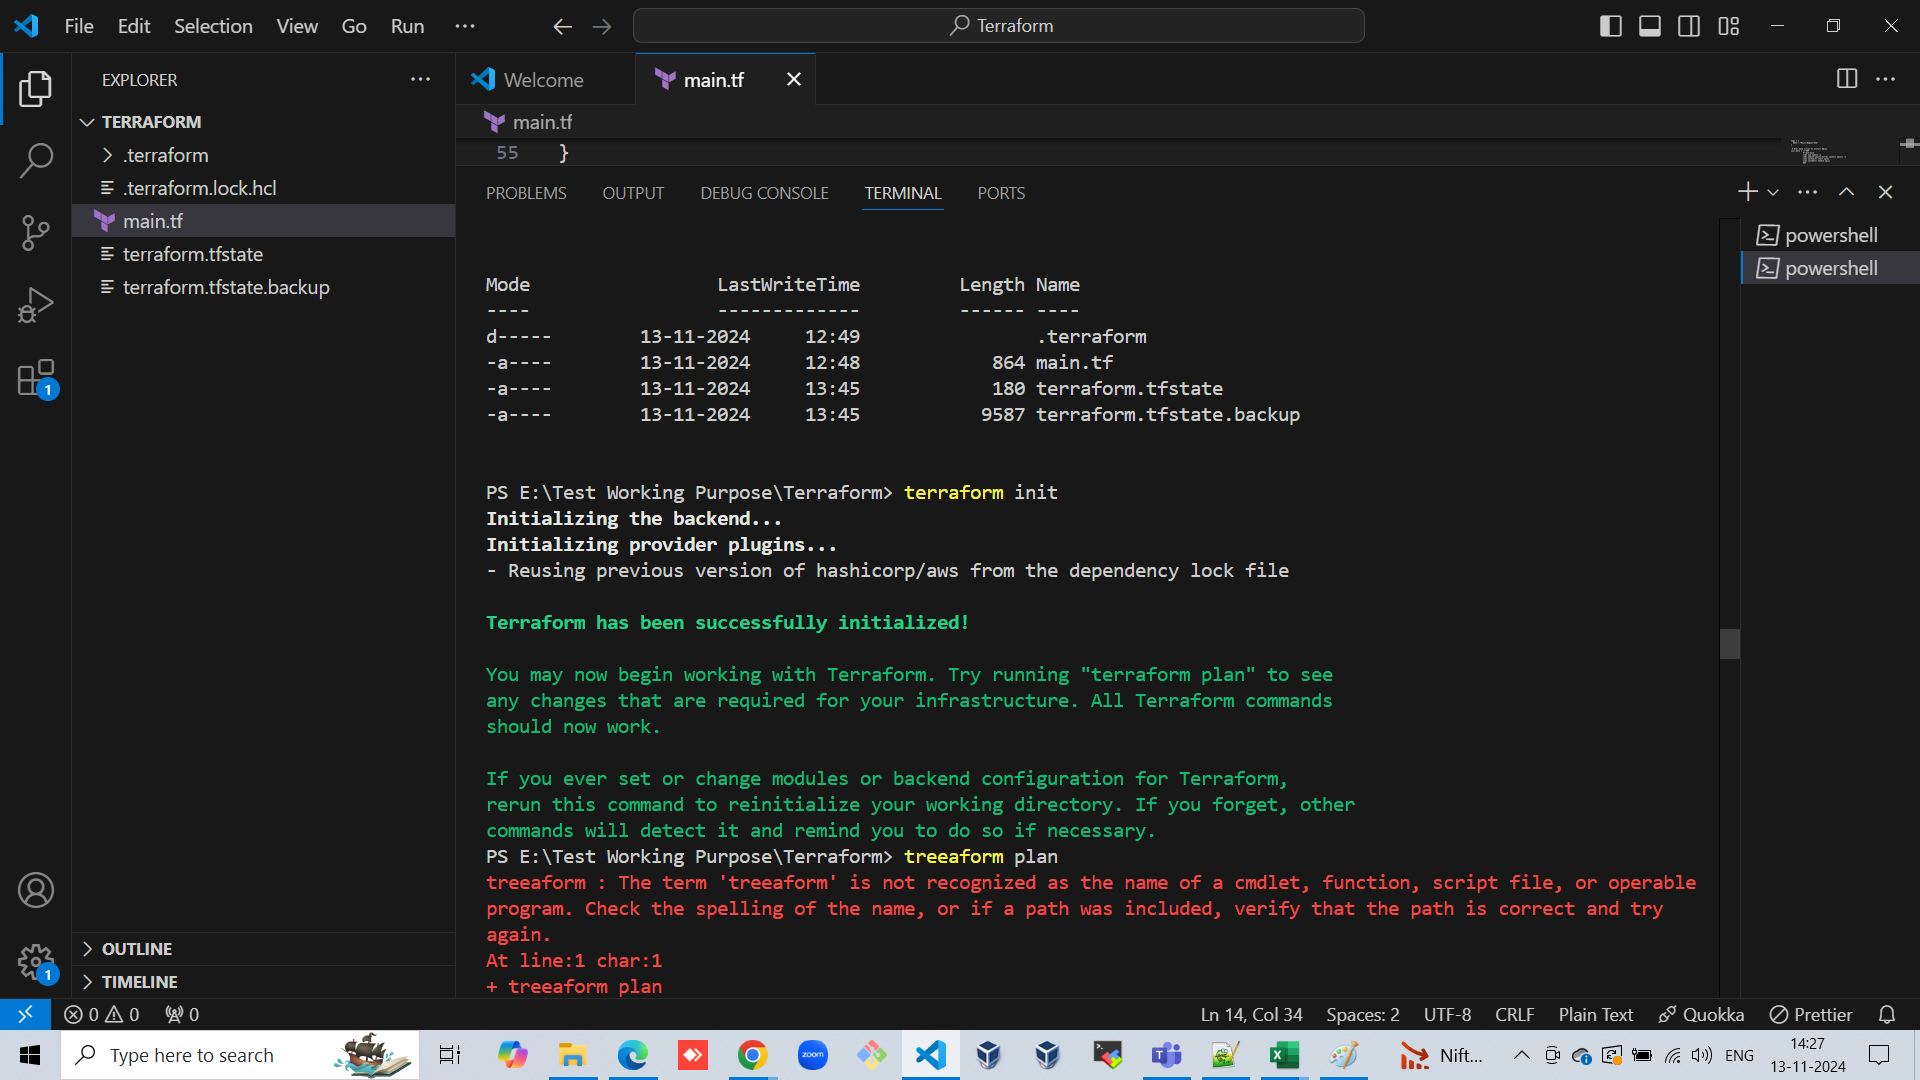 File Edit Selection View Go Run ···
Terraform
EXPLORER
TERRAFORM
.terraform
.terraform.lock.hcl
main.tf
terraform.tfstate
terraform.tfstate.backup
OUTLINE
TIMELINE
Welcome
main.tf
main.tf
55 }
PROBLEMS OUTPUT DEBUG CONSOLE TERMINAL PORTS
powershell
powershell
Mode LastWriteTime Length Name
---- ------------- ------ ----
d----- 13-11-2024 12:49 .terraform
-a---- 13-11-2024 12:48 864 main.tf
-a---- 13-11-2024 13:45 180 terraform.tfstate
-a---- 13-11-2024 13:45 9587 terraform.tfstate.backup
PS E:\Test Working Purpose\Terraform> terraform init
Initializing the backend...
Initializing provider plugins...
- Reusing previous version of hashicorp/aws from the dependency lock file
Terraform has been successfully initialized!
You may now begin working with Terraform. Try running "terraform plan" to see
any changes that are required for your infrastructure. All Terraform commands
should now work.
If you ever set or change modules or backend configuration for Terraform,
rerun this command to reinitialize your working directory. If you forget, other
commands will detect it and remind you to do so if necessary.
PS E:\Test Working Purpose\Terraform> treeaform plan
treeaform : The term 'treeaform' is not recognized as the name of a cmdlet, function, script file, or operable
program. Check the spelling of the name, or if a path was included, verify that the path is correct and try
again.
At line:1 char:1
+ treeaform plan
1
1
0 0 0
Ln 14, Col 34 Spaces: 2 UTF-8 CRLF Plain Text Quokka Prettier
Type here to search
zoom
Nift...
ENG
14:27
13-11-2024